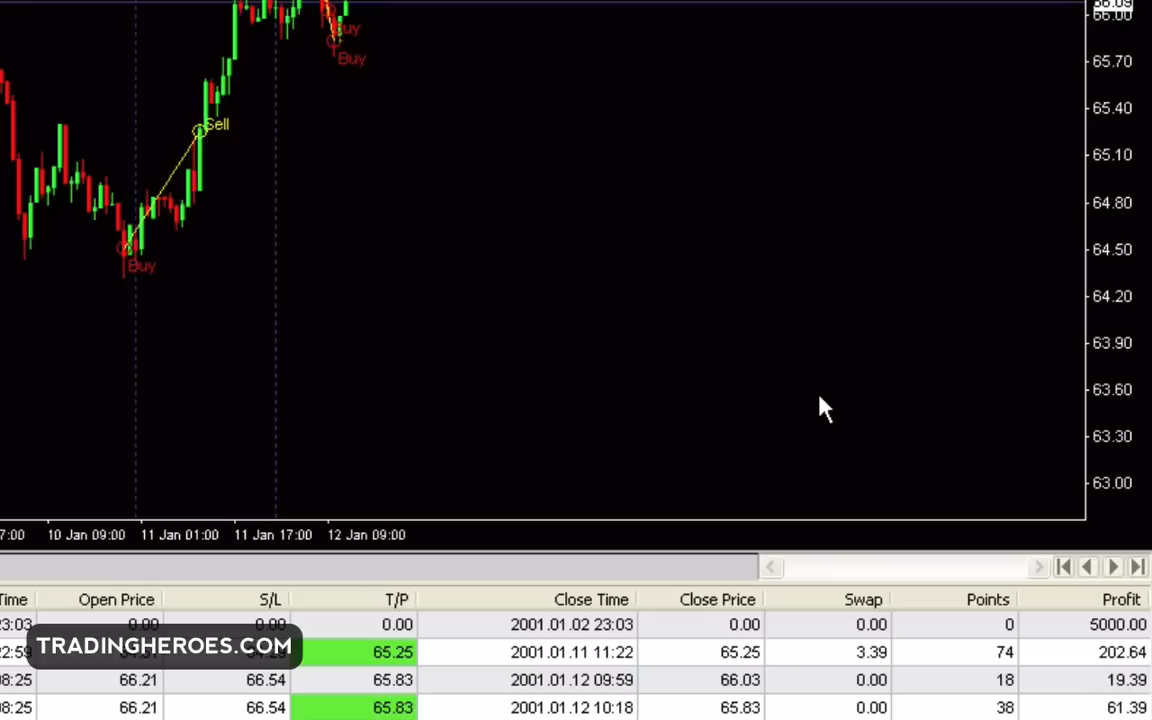 66.09
66.00
Buy
Buy
65.70
65.40
Sell
65.10
64.80
64.50
Buy
64.20
63.90
63.60
63.30
63.00
7:00 10 Jan 09:00 11 Jan 01:00 11 Jan 17:00 12 Jan 09:00
Time Open Price S/L T/P Close Time Close Price Swap Points Profit
23:03 0.00 0.00 0.00 2001.01.02 23:03 0.00 0.00 0 5000.00
TRADINGHEROES.COM
22:59 65.25 2001.01.11 11:22 65.25 3.39 74 202.64
08:25 66.21 66.54 65.83 2001.01.12 09:59 66.03 0.00 18 19.39
08:25 66.21 66.54 65.83 2001.01.12 10:18 65.83 0.00 38 61.39